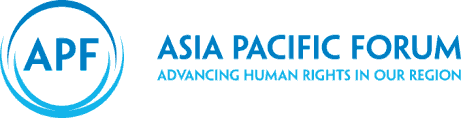 APF
ASIA PACIFIC FORUM
ADVANCING HUMAN RIGHTS IN OUR REGION